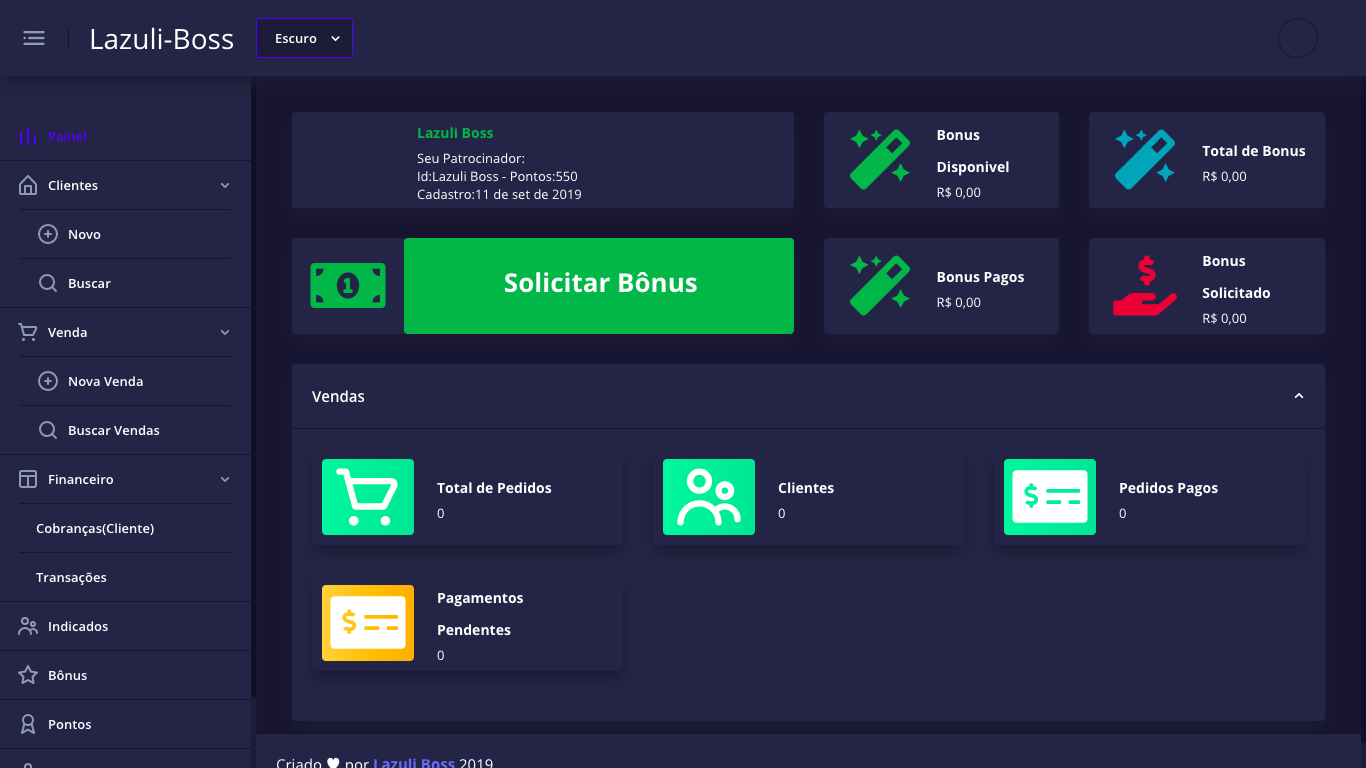 Lazuli-Boss
Escuro
Painel
Clientes
Novo
Buscar
Venda
Nova Venda
Buscar Vendas
Financeiro
Cobranças(Cliente)
Transações
Indicados
Bônus
Pontos
Lazuli Boss
Seu Patrocinador:
Id:Lazuli Boss - Pontos:550
Cadastro:11 de set de 2019
Bonus
Disponivel
R$ 0,00
Total de Bonus
R$ 0,00
1
Solicitar Bônus
Bonus Pagos
R$ 0,00
$
Bonus
Solicitado
R$ 0,00
Vendas
Total de Pedidos
0
Clientes
0
$
Pedidos Pagos
0
$
Pagamentos
Pendentes
0
Criado ♥ por Lazuli Boss 2019